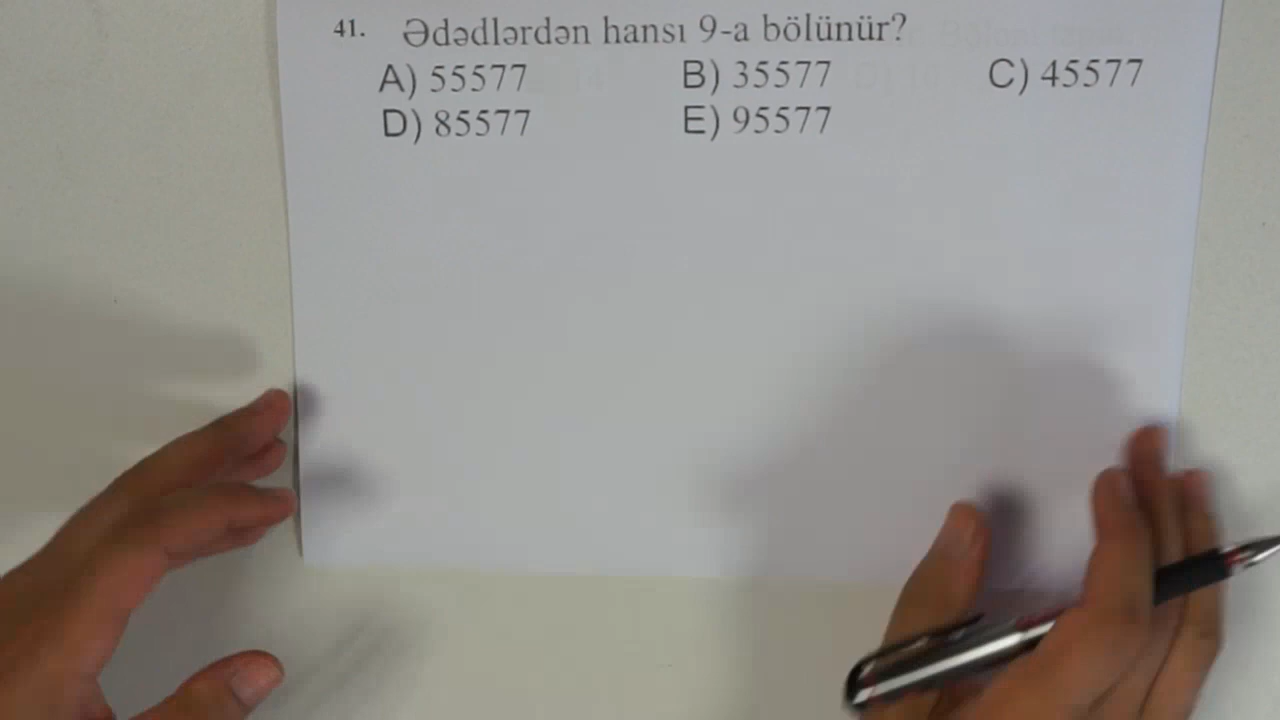 41. Ədədlərdən hansı 9-a bölünür?
A) 55577 B) 35577 C) 45577
D) 85577 E) 95577